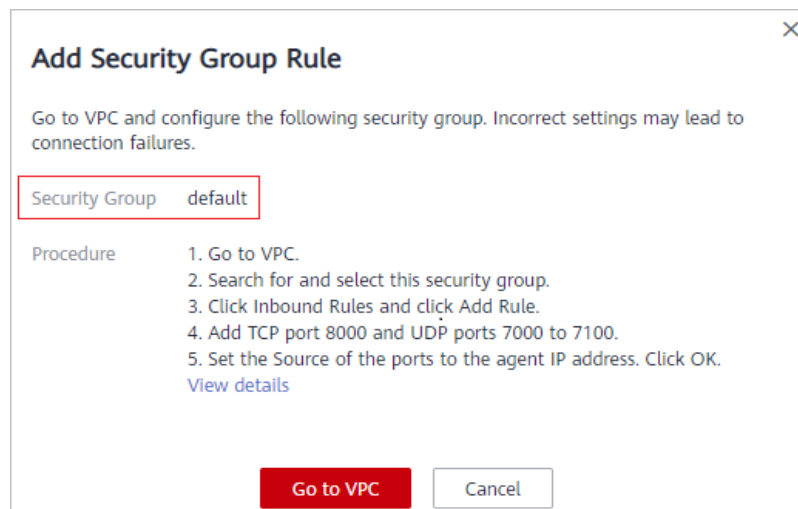 Add Security Group Rule
Go to VPC and configure the following security group. Incorrect settings may lead to
connection failures.
Security Group default
Procedure 1. Go to VPC.
2. Search for and select this security group.
3. Click Inbound Rules and click Add Rule.
4. Add TCP port 8000 and UDP ports 7000 to 7100.
5. Set the Source of the ports to the agent IP address. Click OK.
View details
Go to VPC Cancel